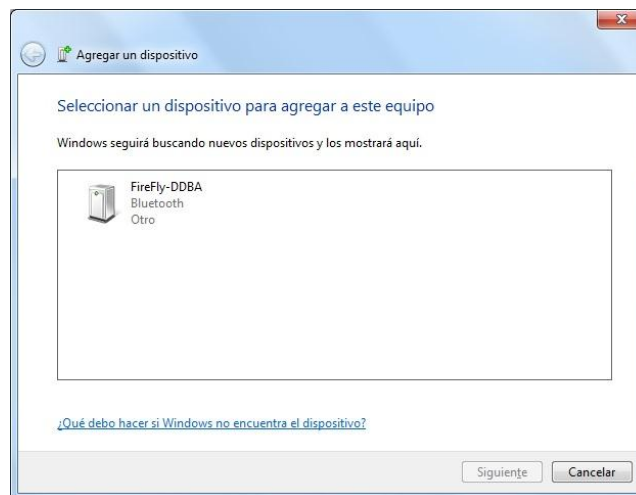 Agregar un dispositivo
Seleccionar un dispositivo para agregar a este equipo
Windows seguirá buscando nuevos dispositivos y los mostrará aquí.
FireFly-DDBA
Bluetooth
Otro
¿Qué debo hacer si Windows no encuentra el dispositivo?
Siguiente Cancelar